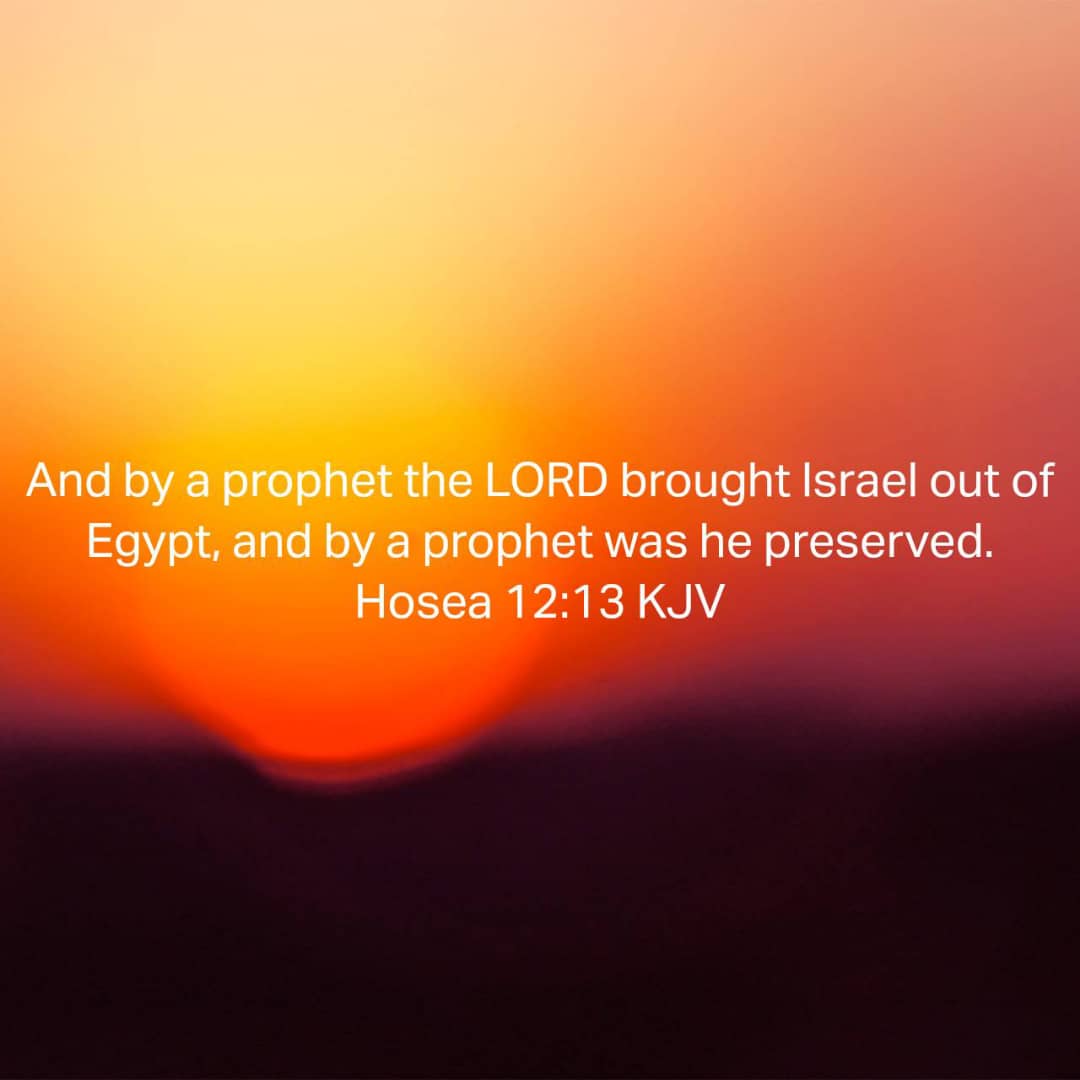 And by a prophet the LORD brought Israel out of
Egypt, and by a prophet was he preserved.
Hosea 12:13 KJV